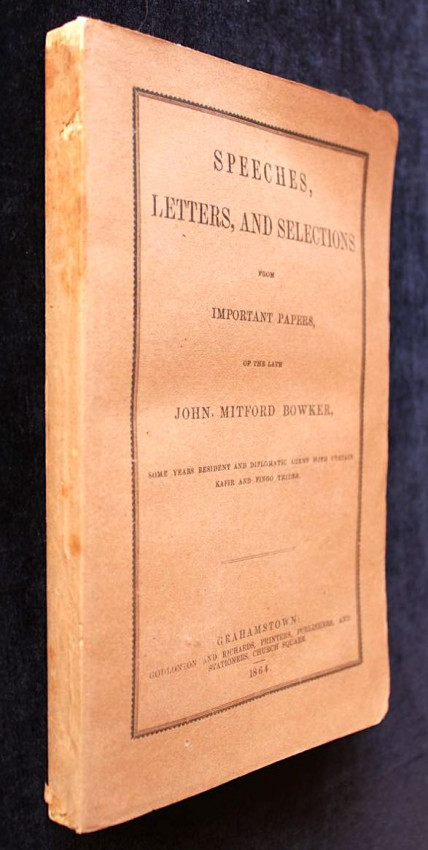 SPEECHES,
LETTERS, AND SELECTIONS
FROM
IMPORTANT PAPERS,
OF THE LATE
JOHN MITFORD BOWKER,
SOME YEARS RESIDENT AND DIPLOMATIC AGENT WITH CERTAIN
KAFIR AND FINGO TRIBES.
GRAHAMSTOWN:
GODLONTON AND RICHARDS, PRINTERS, PUBLISHERS, AND
STATIONERS, CHURCH SQUARE.
1864